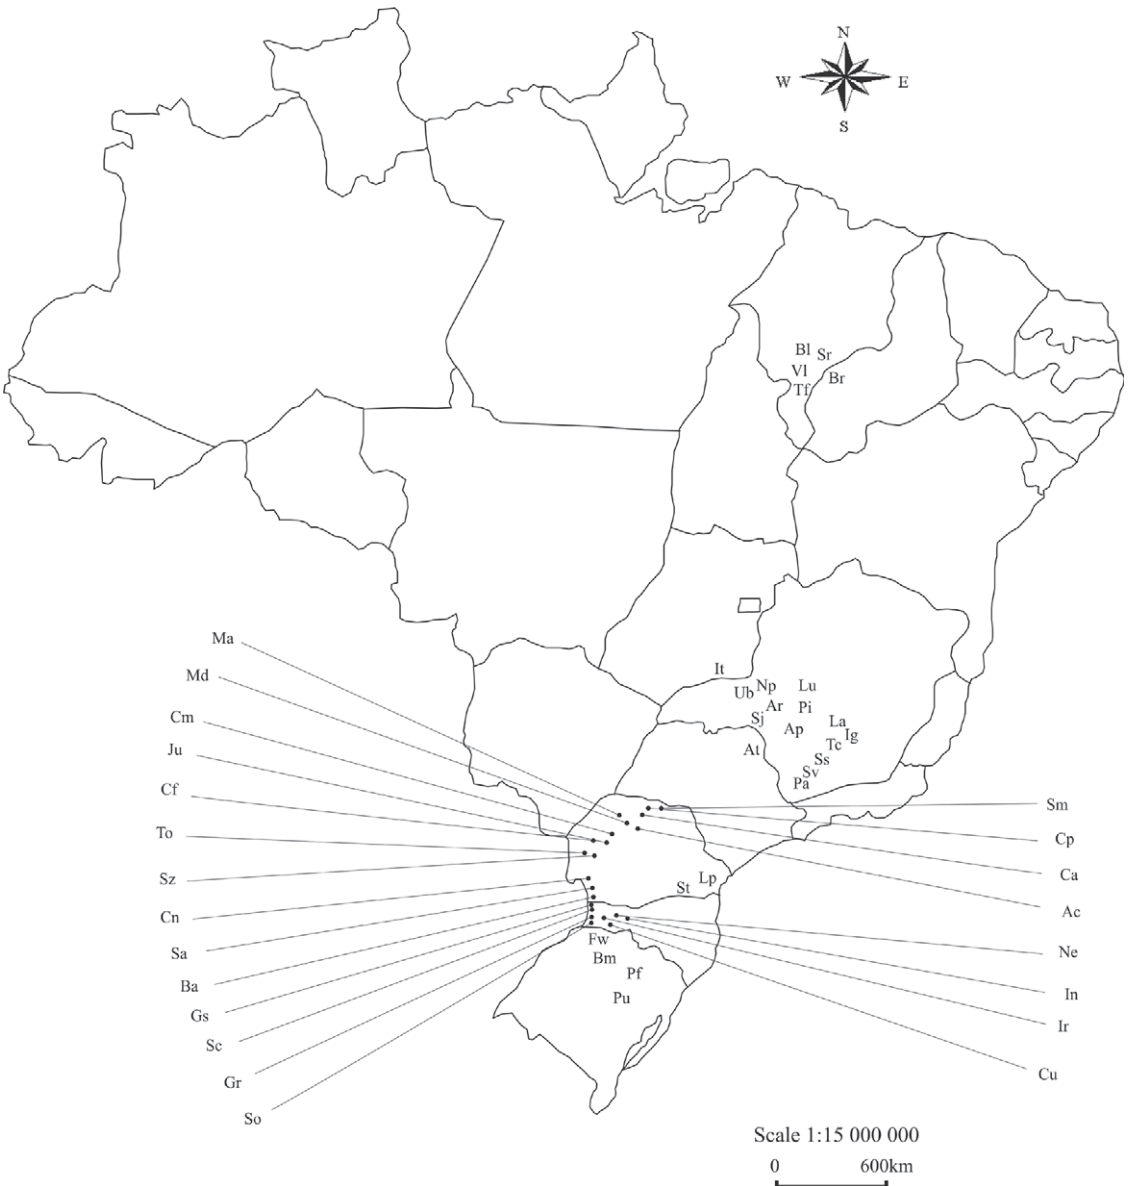 N
W E
S
Bl Sr
Vl Br
Tf
Ma
Md
Cm
Ju
Cf
To
Sz
Cn
Sa
Ba
Gs
Sc
Gr
So
It
Ub Np Lu
Ar Pi
Sj Ap La
Ig
At Tc
Ss
Sv
Pa
Sm
Cp
Ca
Ac
Ne
In
Ir
Cu
Lp
St
Fw
Bm
Pf
Pu
Scale 1:15 000 000
0 600km